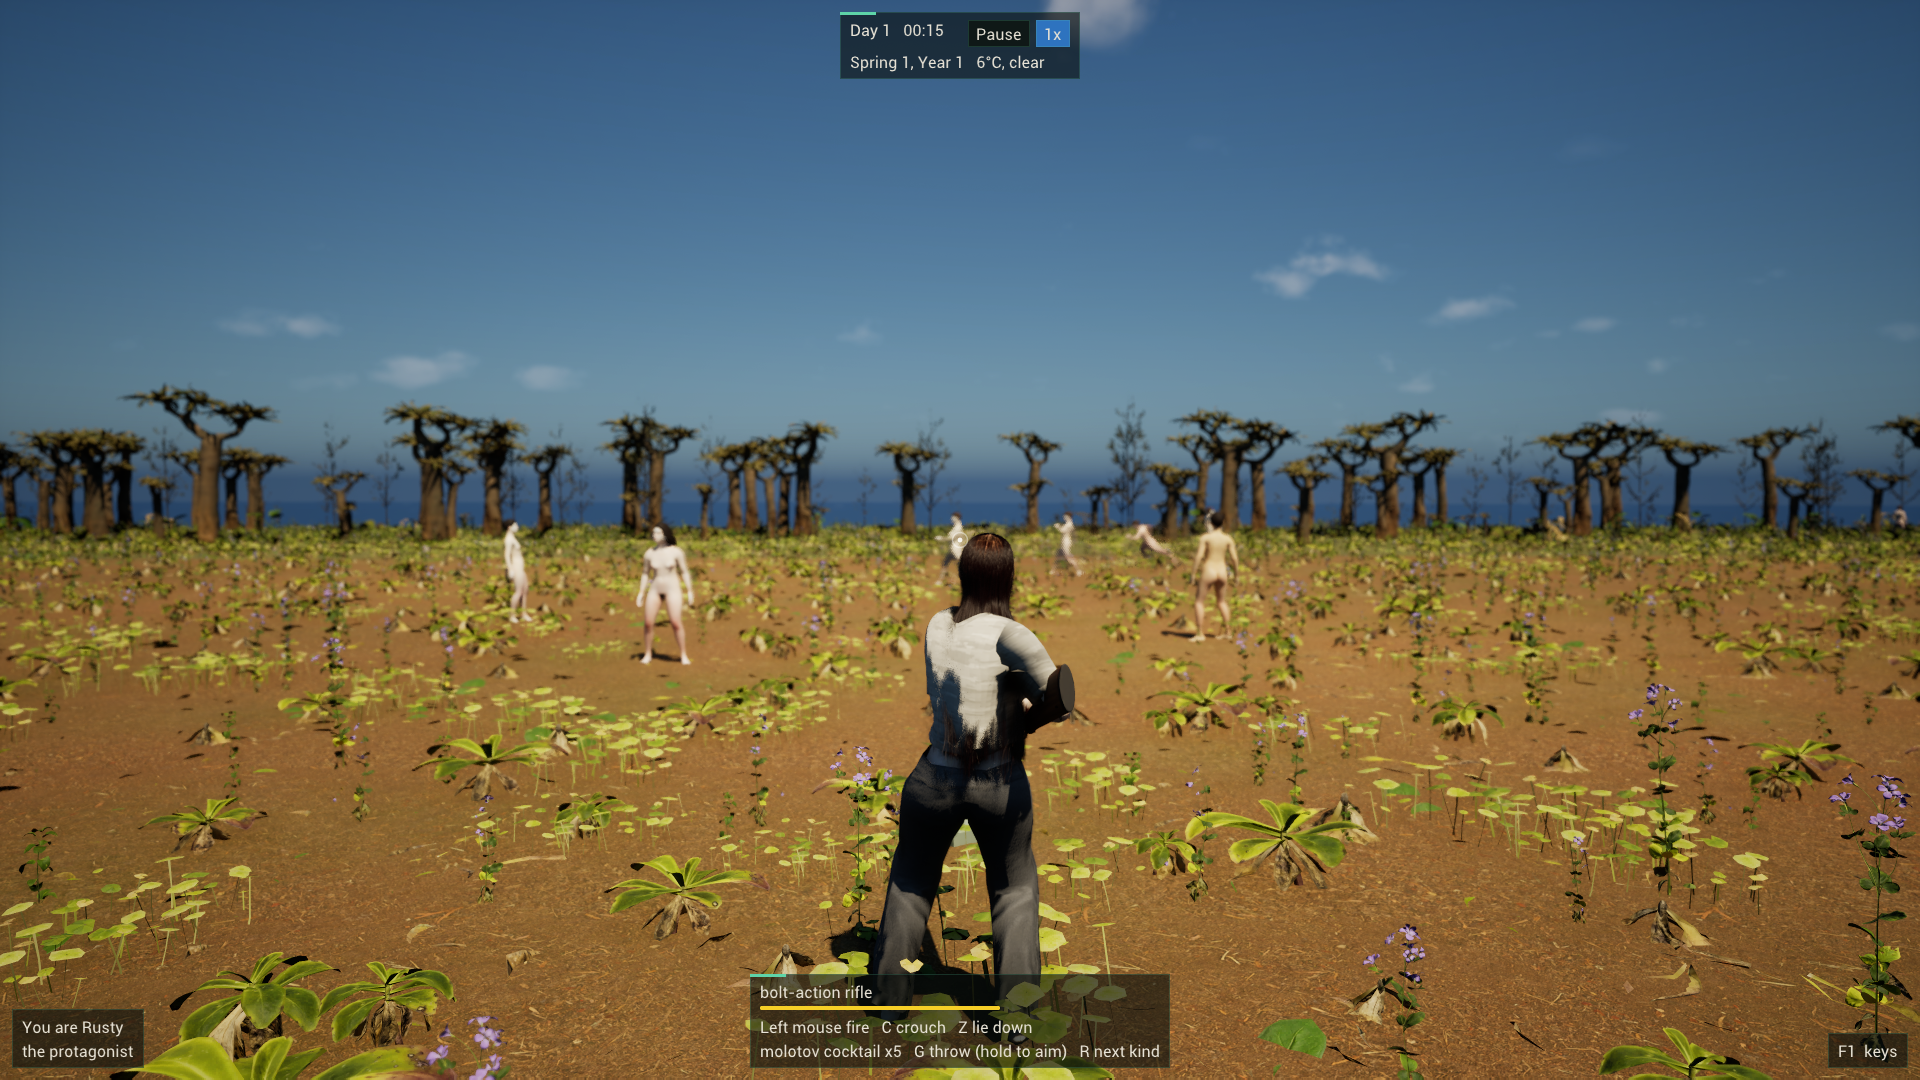 Day 1 00:15 Pause 1x
Spring 1, Year 1 6°C, clear
bolt-action rifle
Left mouse fire C crouch Z lie down
molotov cocktail x5 G throw (hold to aim) R next kind
You are Rusty
the protagonist
F1 keys